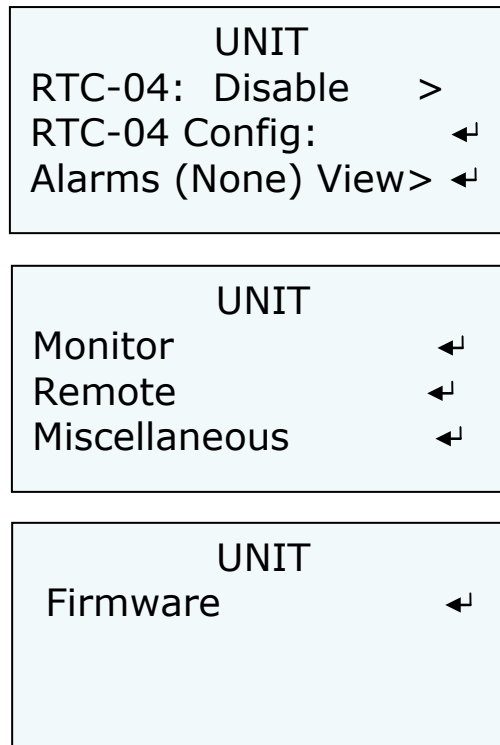 UNIT
RTC-04: Disable >
RTC-04 Config: ↵
Alarms (None) View> ↵
UNIT
Monitor ↵
Remote ↵
Miscellaneous ↵
UNIT
Firmware ↵